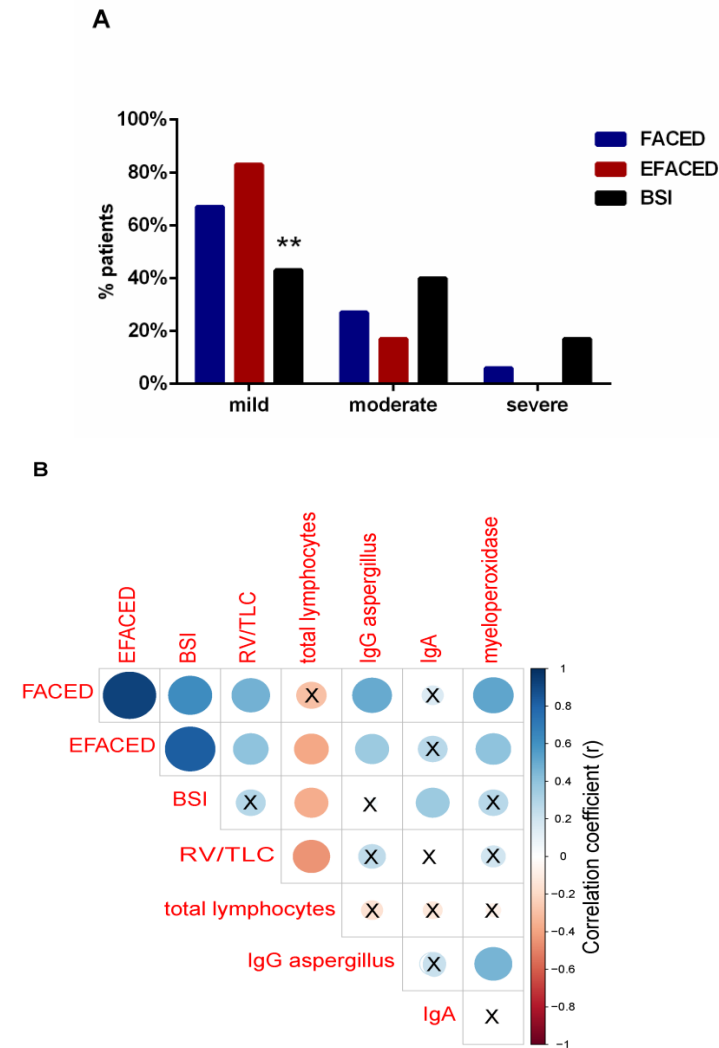 A
100%
80%
60%
40%
20%
0%
% patients
**
mild moderate severe
FACED
EFACED
BSI
B
EFACED
BSI
RV/TLC
total lymphocytes
IgG aspergillus
IgA
myeloperoxidase
FACED X X
EFACED X
BSI X X X
RV/TLC X X X
total lymphocytes X X X
IgG aspergillus X
IgA X
1
0.8
0.6
0.4
0.2
0
−0.2
−0.4
−0.6
−0.8
−1
Correlation coefficient (r)